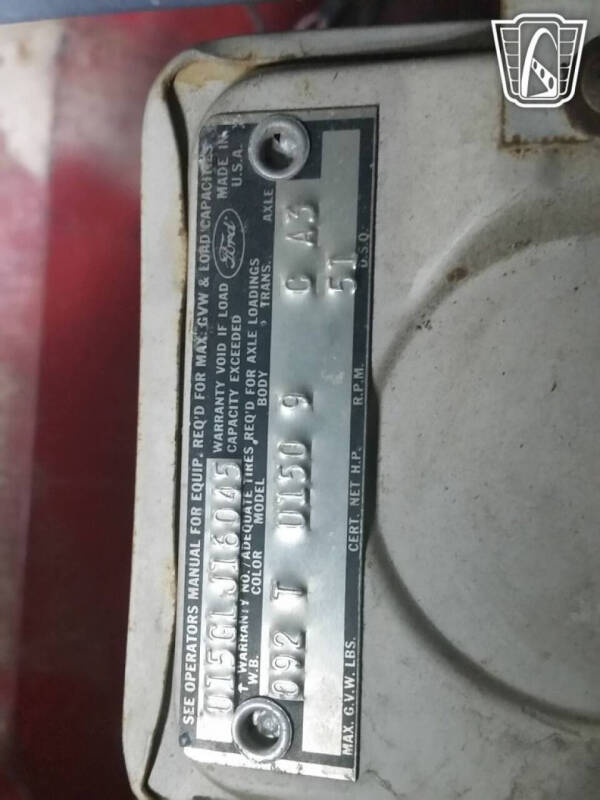 SEE OPERATORS MANUAL FOR EQUIP. REQ'D FOR MAX. GVW & LOAD CAPACITIES
U15GLJ16045 WARRANTY VOID IF LOAD CAPACITY EXCEEDED Ford MADE IN U.S.A.
↑ WARRANTY NO./ADEQUATE TIRES REQ'D FOR AXLE LOADINGS
W.B. COLOR MODEL BODY TRANS. AXLE
092 T U150 9 C A3
51
MAX. G.V.W. LBS. CERT. NET H.P. R.P.M. D.S.O.